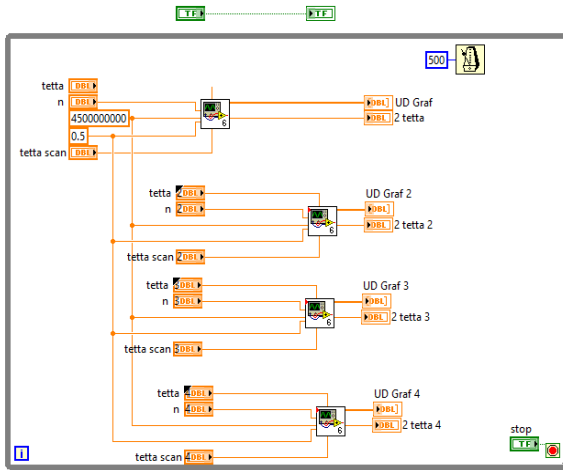 TF TF
500
tetta DBL
n DBL
4500000000
0.5
tetta scan DBL
6
DBL UD Graf
DBL 2 tetta
tetta 2DBL
n 2DBL
tetta scan 2DBL
6
UD Graf 2
DBL
DBL 2 tetta 2
tetta 3DBL
n 3DBL
tetta scan 3DBL
6
UD Graf 3
DBL
DBL 2 tetta 3
tetta 4DBL
n 4DBL
tetta scan 4DBL
6
UD Graf 4
DBL
DBL 2 tetta 4
stop
TF
i